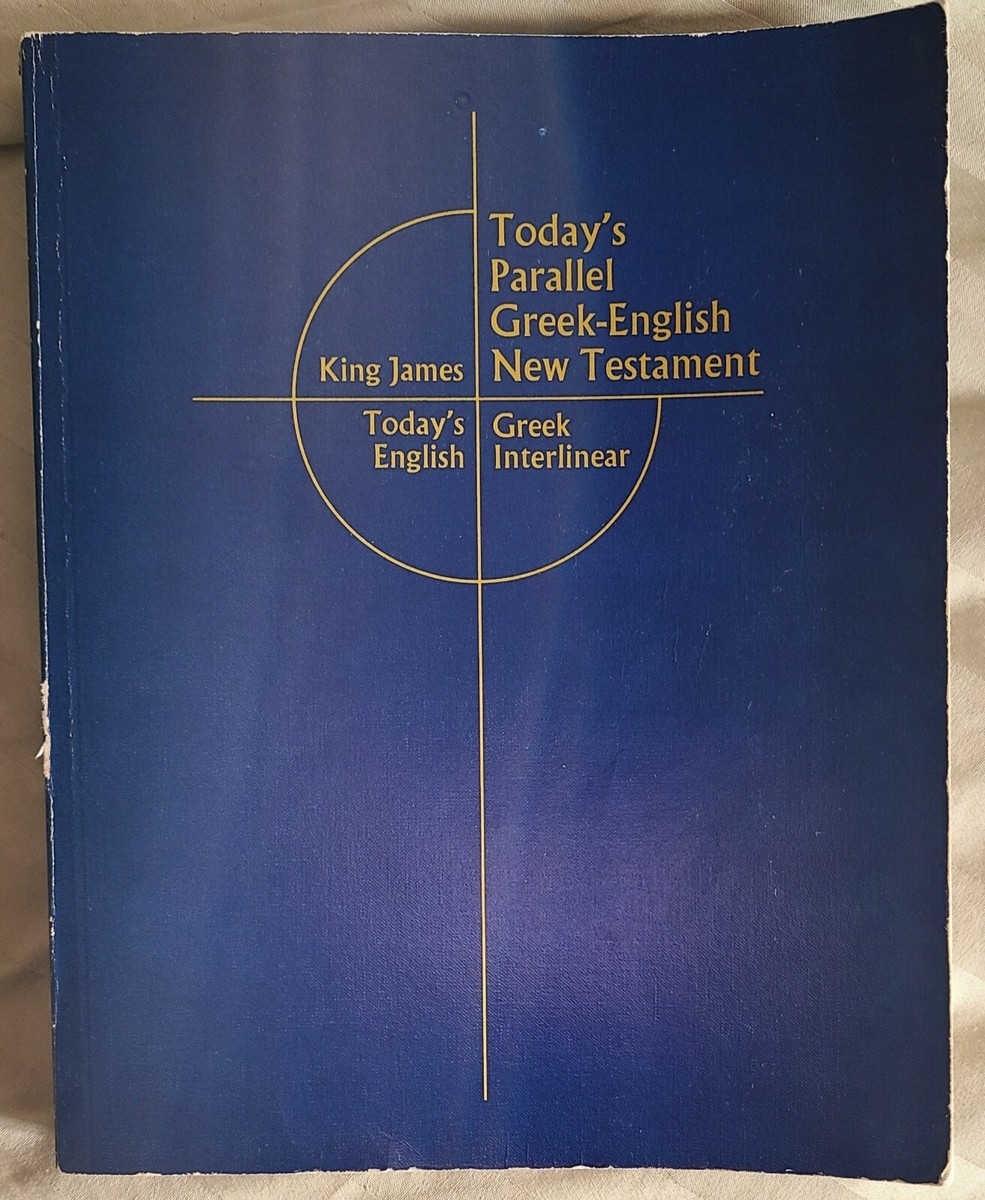 Today's
Parallel
Greek-English
New Testament
King James
Today's
English
Greek
Interlinear